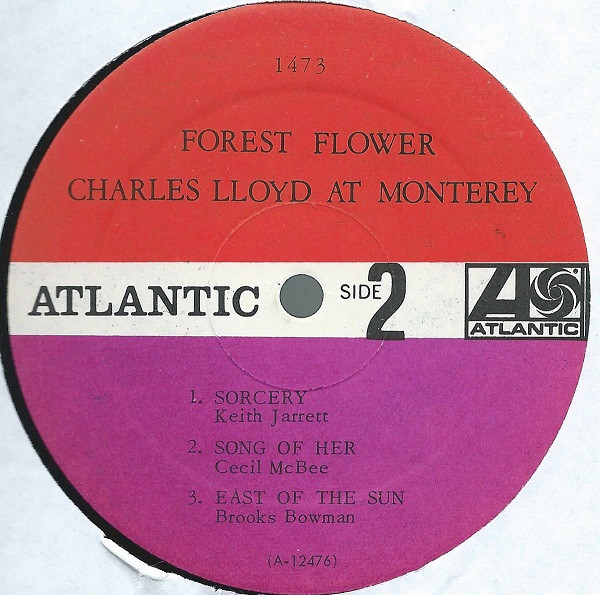 1473
FOREST FLOWER
CHARLES LLOYD AT MONTEREY
ATLANTIC SIDE 2
ATLANTIC
1. SORCERY
Keith Jarrett
2. SONG OF HER
Cecil McBee
3. EAST OF THE SUN
Brooks Bowman
(A-12476)